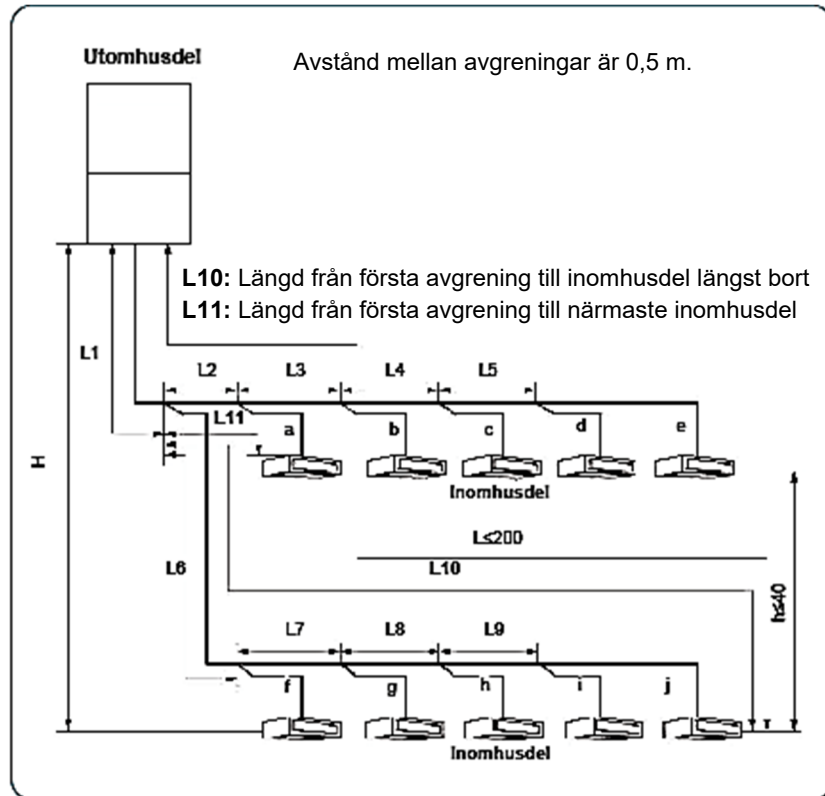 Utomhusdel
Avstånd mellan avgreningar är 0,5 m.
L10: Längd från första avgrening till inomhusdel längst bort
L11: Längd från första avgrening till närmaste inomhusdel
L1
L2
L3
L4
L5
L11
a
b
c
d
e
H
Inomhusdel
L≤200
L6
L10
h≤40
L7
L8
L9
f
g
h
i
j
Inomhusdel